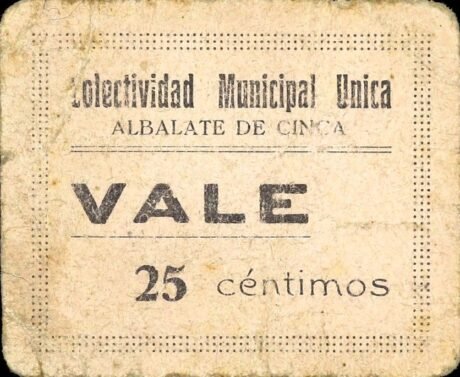 Colectividad Municipal Unica
ALBALATE DE CINCA
VALE
25 céntimos